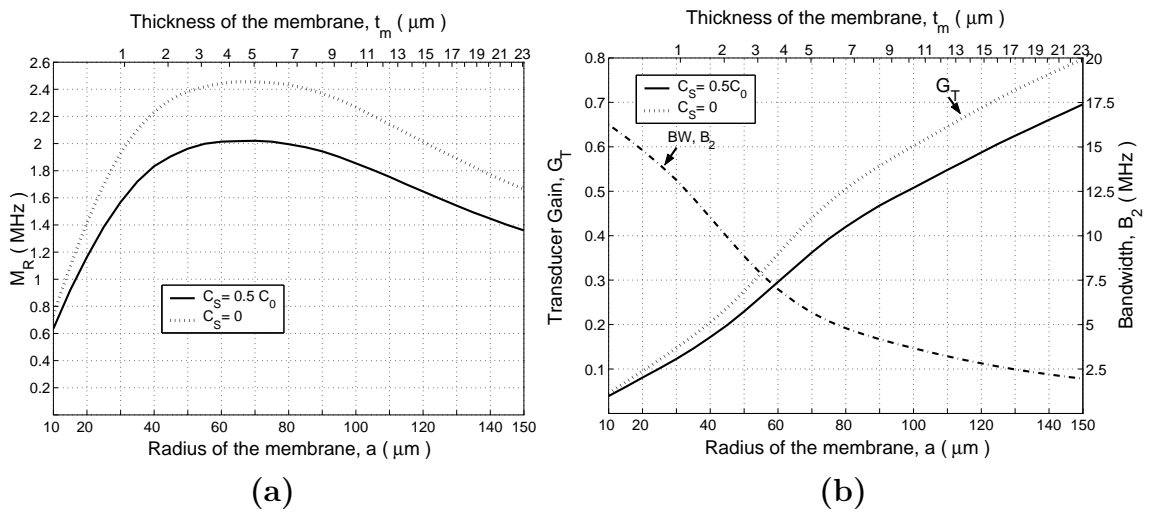 Thickness of the membrane, t_m ( μm )
1 2 3 4 5 7 9 11 13 15 17 19 21 23
2.6
2.4
2.2
2
1.8
1.6
1.4
1.2
1
0.8
0.6
0.4
0.2
M_R ( MHz )
C_S= 0.5 C_0
C_S= 0
10 20 40 60 80 100 120 140 150
Radius of the membrane, a ( μm )
(a)
Thickness of the membrane, t_m ( μm )
1 2 3 4 5 7 9 11 13 15 17 19 21 23
0.8
0.7
0.6
0.5
0.4
0.3
0.2
0.1
Transducer Gain, G_T
C_S= 0.5C_0
C_S= 0
BW, B_2
G_T
20
17.5
15
12.5
10
7.5
5
2.5
0
Bandwidth, B_2 ( MHz )
10 20 40 60 80 100 120 140 150
Radius of the membrane, a ( μm )
(b)